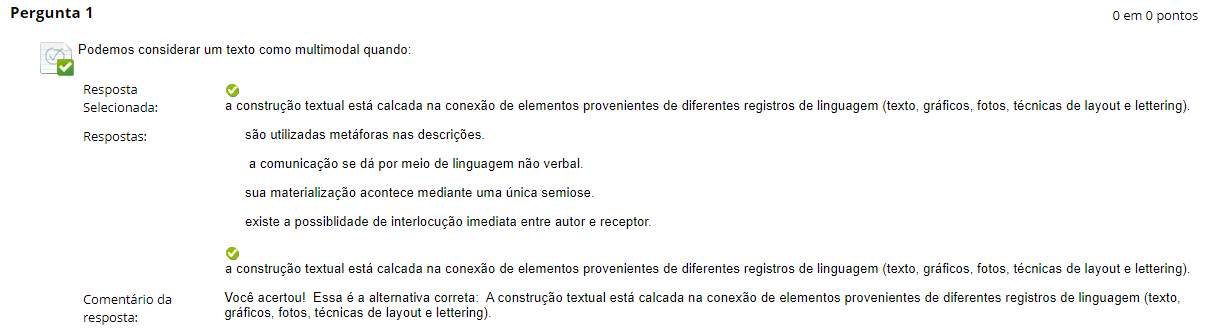 Pergunta 1
0 em 0 pontos
Podemos considerar um texto como multimodal quando:
Resposta
Selecionada:
a construção textual está calcada na conexão de elementos provenientes de diferentes registros de linguagem (texto, gráficos, fotos, técnicas de layout e lettering).
Respostas:
são utilizadas metáforas nas descrições.
a comunicação se dá por meio de linguagem não verbal.
sua materialização acontece mediante uma única semiose.
existe a possiblidade de interlocução imediata entre autor e receptor.
a construção textual está calcada na conexão de elementos provenientes de diferentes registros de linguagem (texto, gráficos, fotos, técnicas de layout e lettering).
Comentário da
resposta:
Você acertou! Essa é a alternativa correta: A construção textual está calcada na conexão de elementos provenientes de diferentes registros de linguagem (texto,
gráficos, fotos, técnicas de layout e lettering).